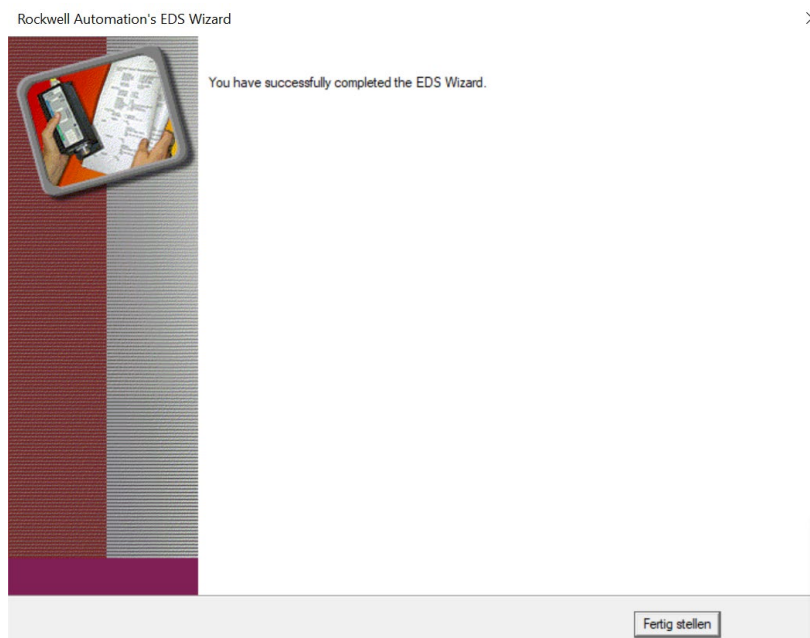 Rockwell Automation's EDS Wizard
You have successfully completed the EDS Wizard.
Fertig stellen